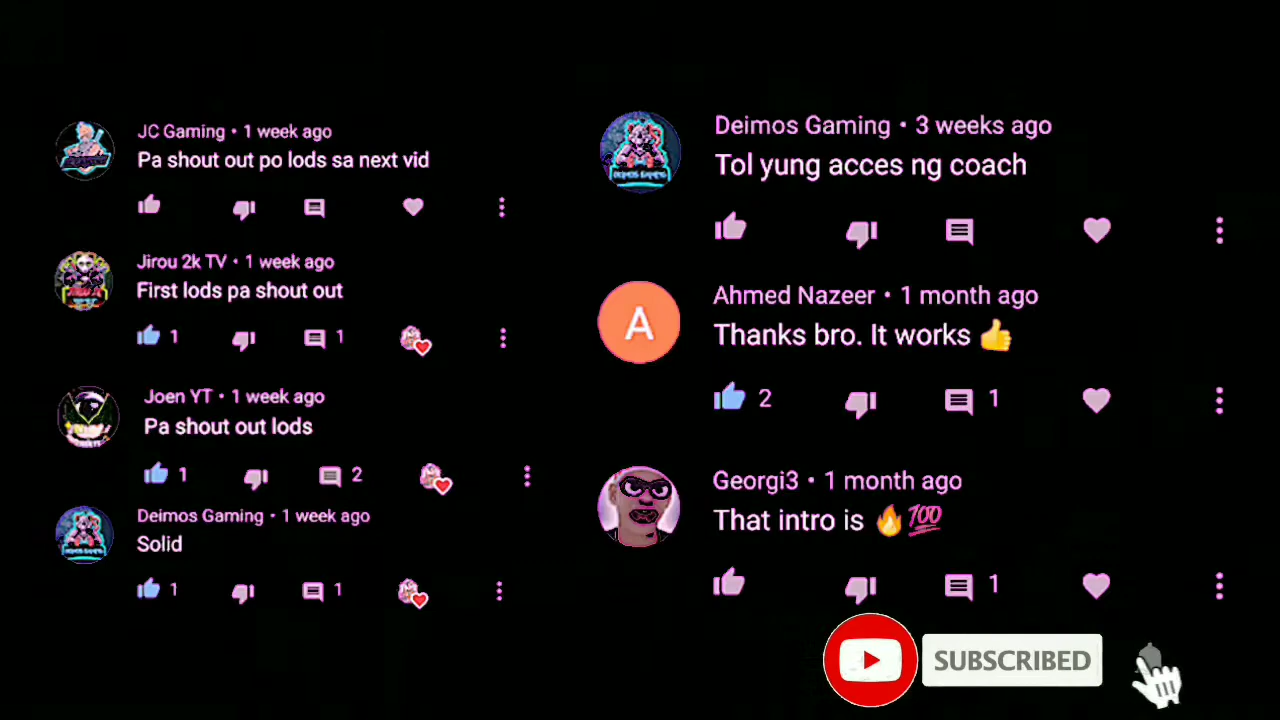 JC Gaming • 1 week ago
Pa shout out po lods sa next vid
Jirou 2k TV • 1 week ago
First lods pa shout out
1
1
Joen YT • 1 week ago
Pa shout out lods
1
2
Deimos Gaming • 1 week ago
Solid
1
1
DEIMOS GAMING
Deimos Gaming • 3 weeks ago
Tol yung acces ng coach
A
Ahmed Nazeer • 1 month ago
Thanks bro. It works 👍
2
1
Georgi3 • 1 month ago
That intro is 🔥💯
1
SUBSCRIBED